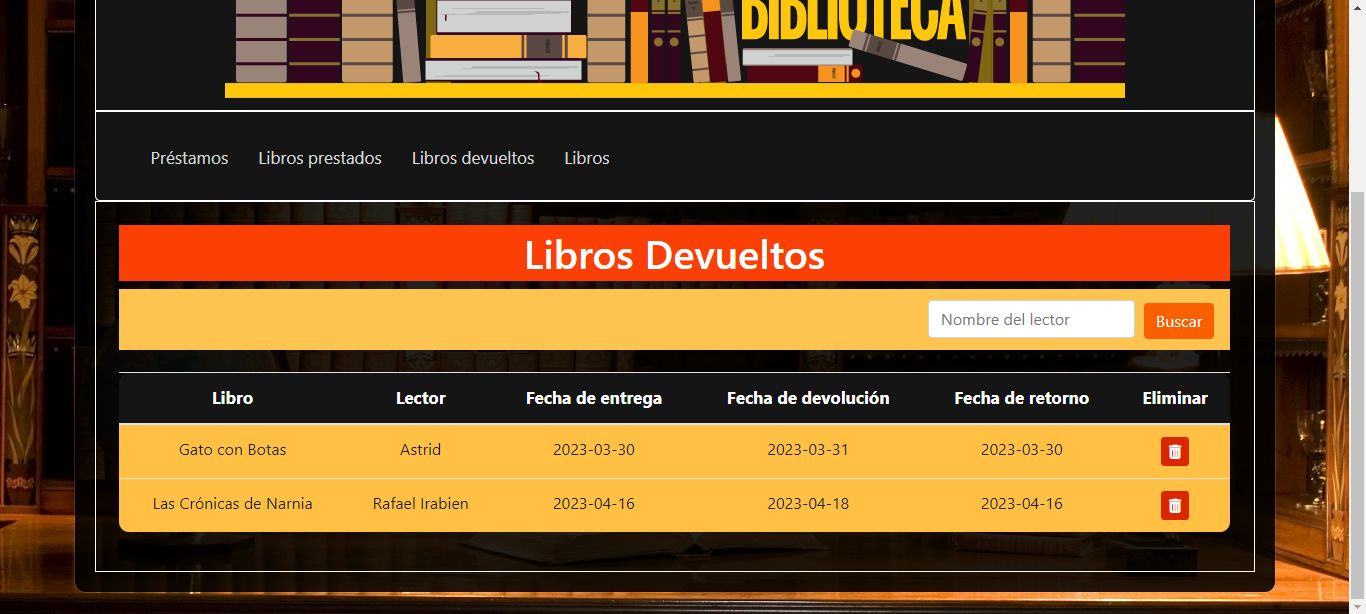 BIBLIOTECA
Préstamos Libros prestados Libros devueltos Libros
Libros Devueltos
Nombre del lector Buscar
Libro Lector Fecha de entrega Fecha de devolución Fecha de retorno Eliminar
Gato con Botas Astrid 2023-03-30 2023-03-31 2023-03-30
Las Crónicas de Narnia Rafael Irabien 2023-04-16 2023-04-18 2023-04-16